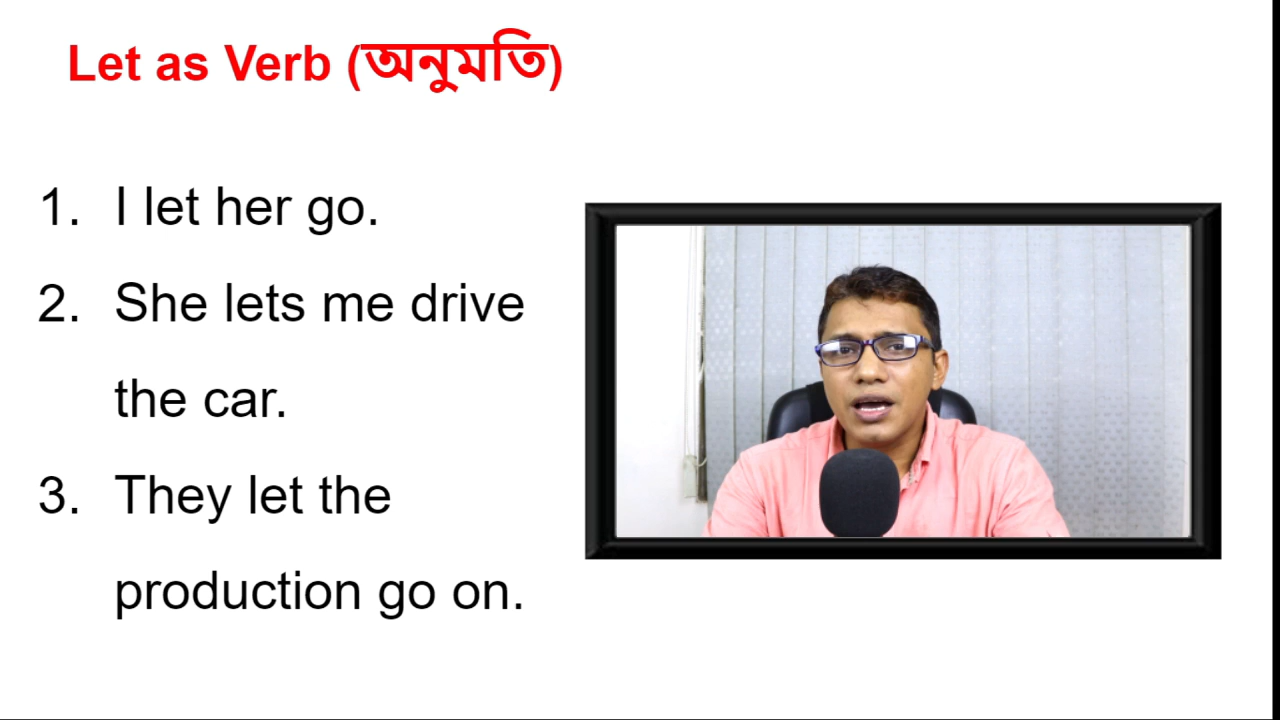 Let as Verb (অনুমতি)
1. I let her go.
2. She lets me drive
the car.
3. They let the
production go on.